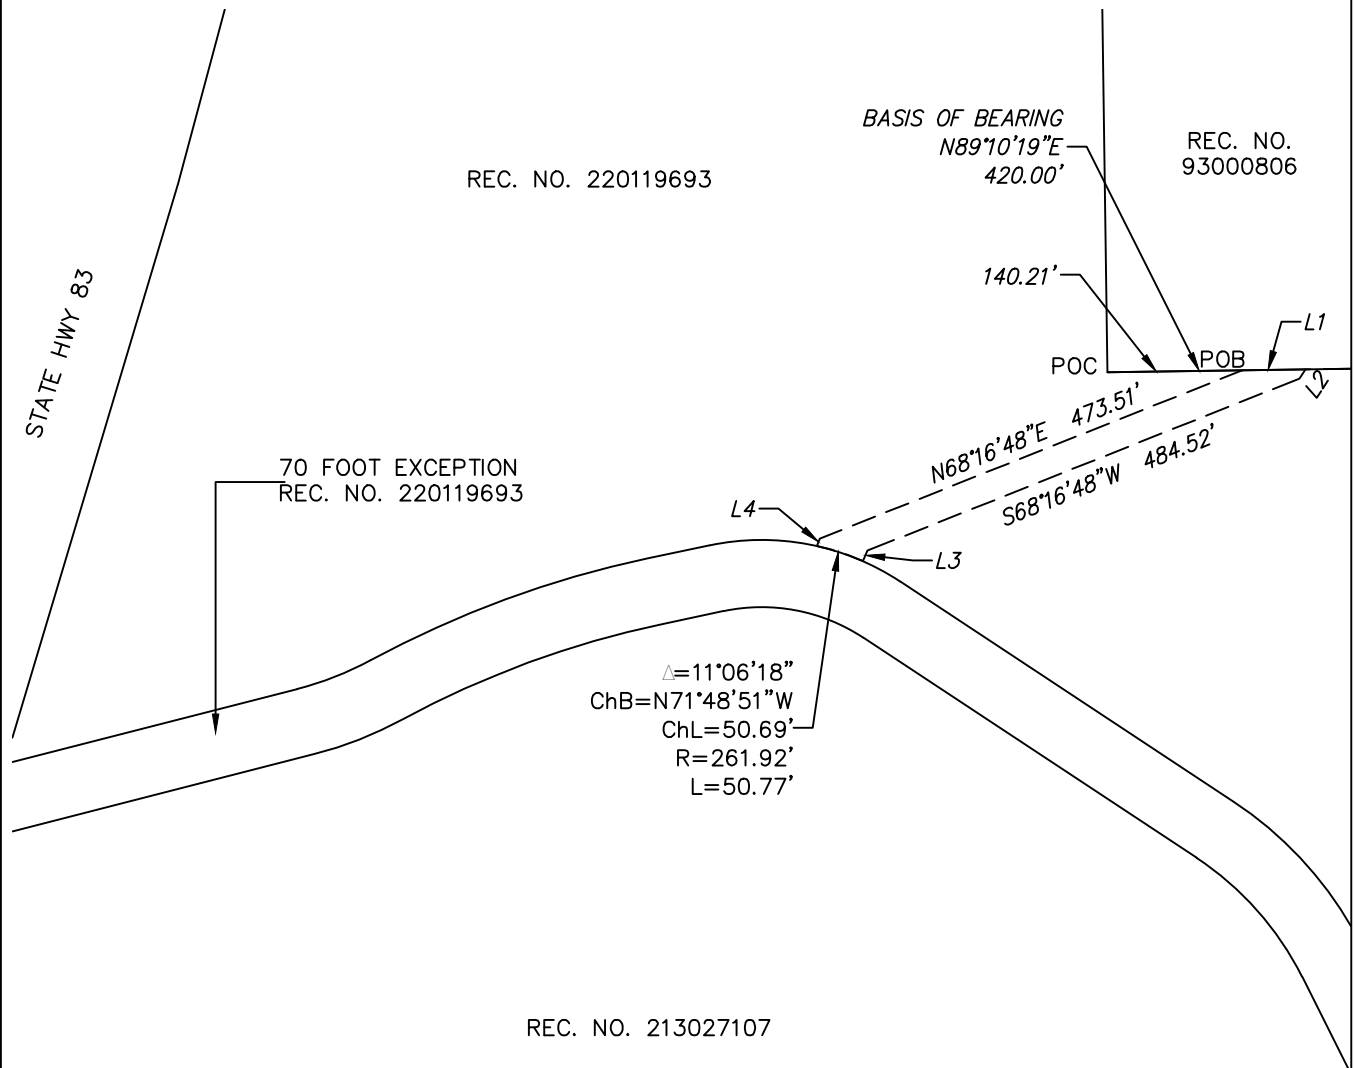 BASIS OF BEARING
N89°10'19"E
420.00'
REC. NO.
93000806
REC. NO. 220119693
140.21'
STATE HWY 83
L1
POC
POB
L2
N68°16'48"E 473.51'
S68°16'48"W 484.52'
70 FOOT EXCEPTION
REC. NO. 220119693
L4
L3
Δ=11°06'18"
ChB=N71°48'51"W
ChL=50.69'
R=261.92'
L=50.77'
REC. NO. 213027107